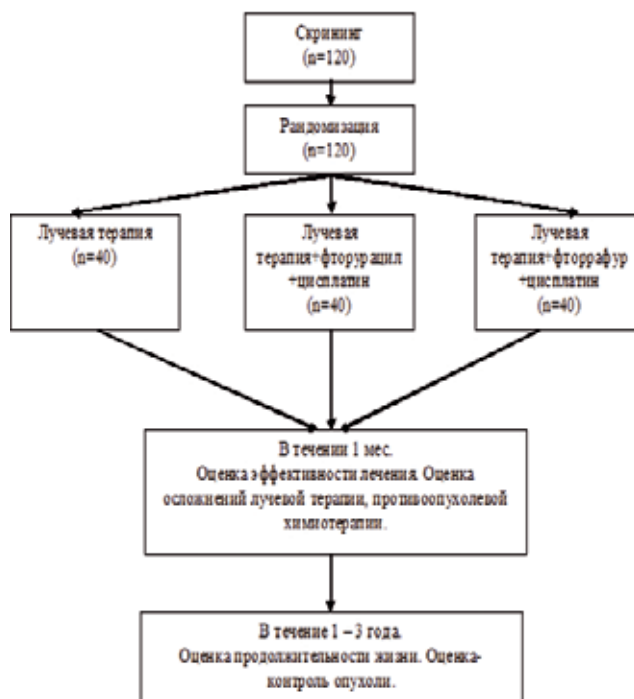 Скрининг
(n=120)
Рандомизация
(n=120)
Лучевая терапия
(n=40)
Лучевая
терапия+фторурацил
+цисплатин
(n=40)
Лучевая
терапия+фторрафур
+цисплатин
(n=40)
В течении 1 мес.
Оценка эффективности лечения. Оценка
осложнений лучевой терапии, противоопухолевой
химиотерапии.
В течение 1 – 3 года.
Оценка продолжительности жизни. Оценка-
контроль опухоли.